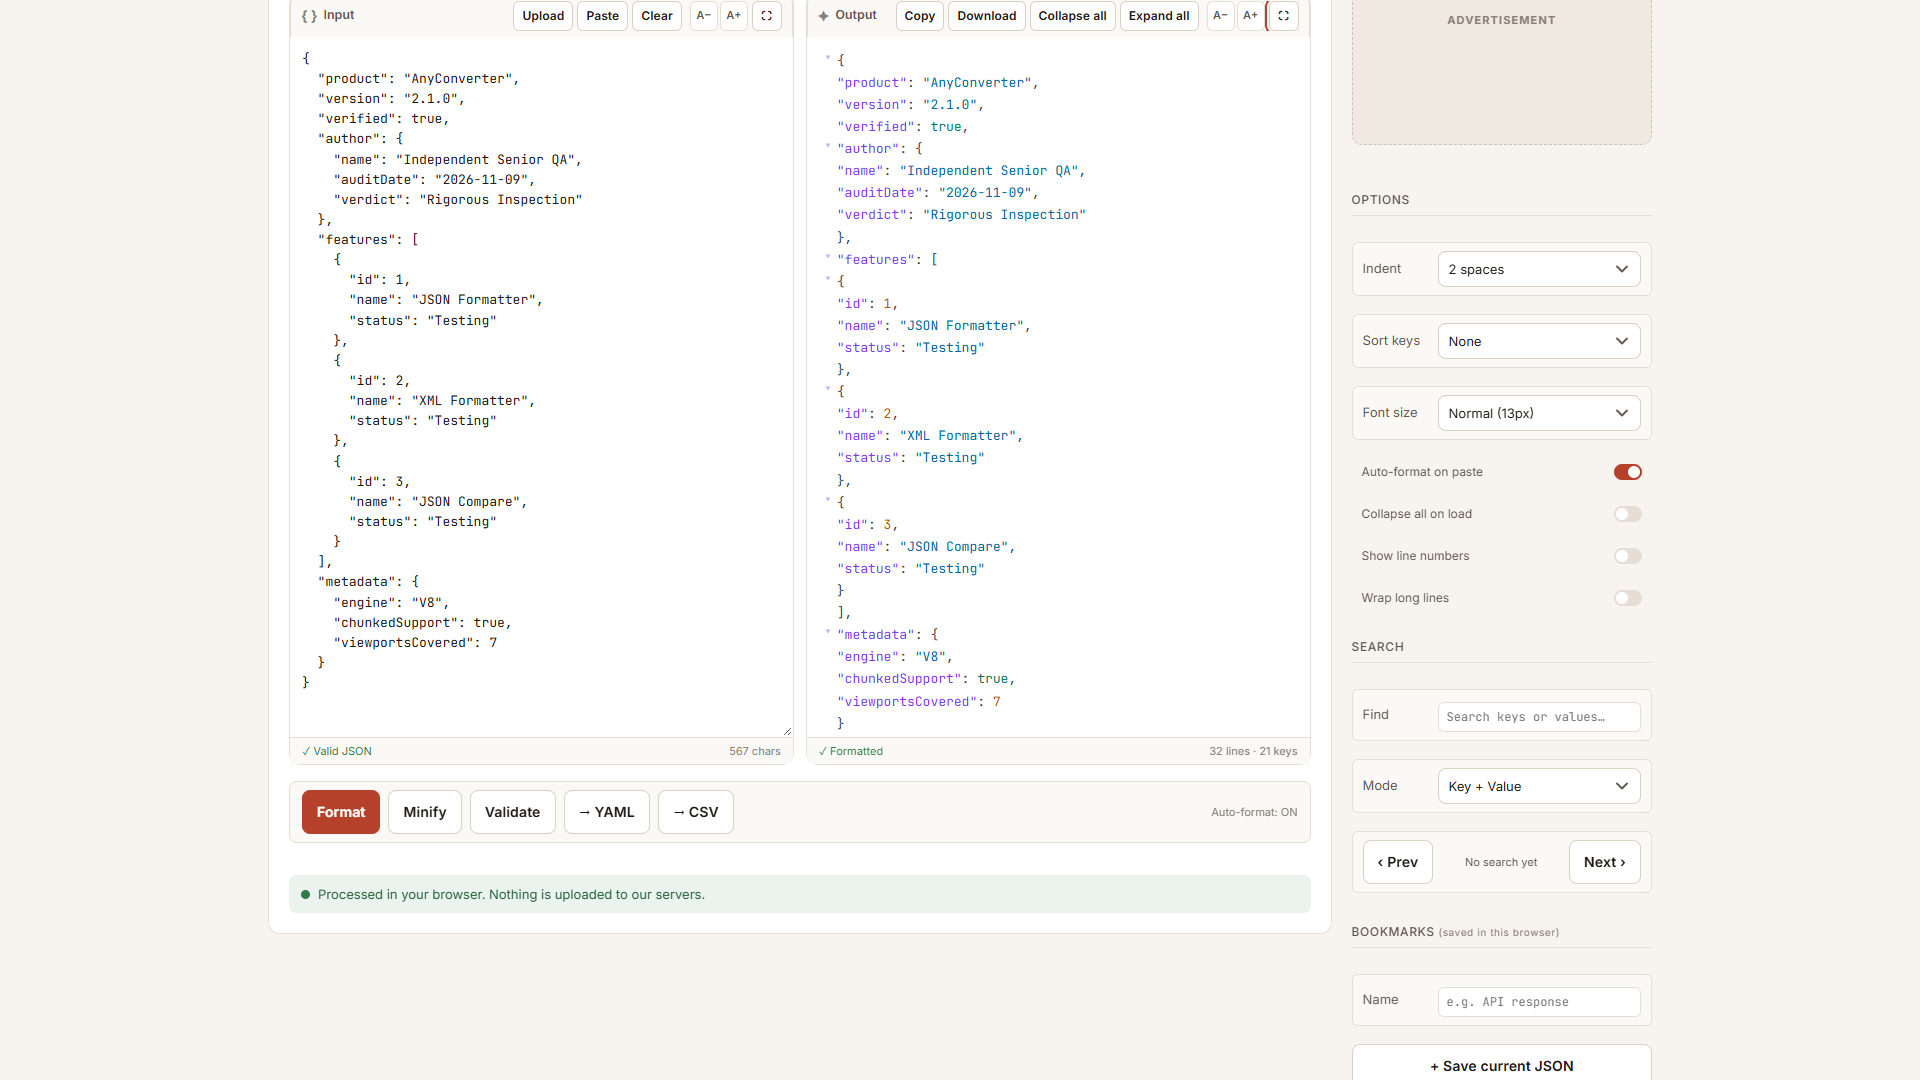 { } Input
Upload
Paste
Clear
A−
A+
{
  "product": "AnyConverter",
  "version": "2.1.0",
  "verified": true,
  "author": {
    "name": "Independent Senior QA",
    "auditDate": "2026-11-09",
    "verdict": "Rigorous Inspection"
  },
  "features": [
    {
      "id": 1,
      "name": "JSON Formatter",
      "status": "Testing"
    },
    {
      "id": 2,
      "name": "XML Formatter",
      "status": "Testing"
    },
    {
      "id": 3,
      "name": "JSON Compare",
      "status": "Testing"
    }
  ],
  "metadata": {
    "engine": "V8",
    "chunkedSupport": true,
    "viewportsCovered": 7
  }
}
✓ Valid JSON
567 chars
Output
Copy
Download
Collapse all
Expand all
A−
A+
{
"product": "AnyConverter",
"version": "2.1.0",
"verified": true,
"author": {
"name": "Independent Senior QA",
"auditDate": "2026-11-09",
"verdict": "Rigorous Inspection"
},
"features": [
{
"id": 1,
"name": "JSON Formatter",
"status": "Testing"
},
{
"id": 2,
"name": "XML Formatter",
"status": "Testing"
},
{
"id": 3,
"name": "JSON Compare",
"status": "Testing"
}
],
"metadata": {
"engine": "V8",
"chunkedSupport": true,
"viewportsCovered": 7
}
✓ Formatted
32 lines · 21 keys
Format
Minify
Validate
→ YAML
→ CSV
Auto-format: ON
Processed in your browser. Nothing is uploaded to our servers.
ADVERTISEMENT
OPTIONS
Indent
2 spaces
Sort keys
None
Font size
Normal (13px)
Auto-format on paste
Collapse all on load
Show line numbers
Wrap long lines
SEARCH
Find
Search keys or values…
Mode
Key + Value
‹ Prev
No search yet
Next ›
BOOKMARKS (saved in this browser)
Name
e.g. API response
+ Save current JSON